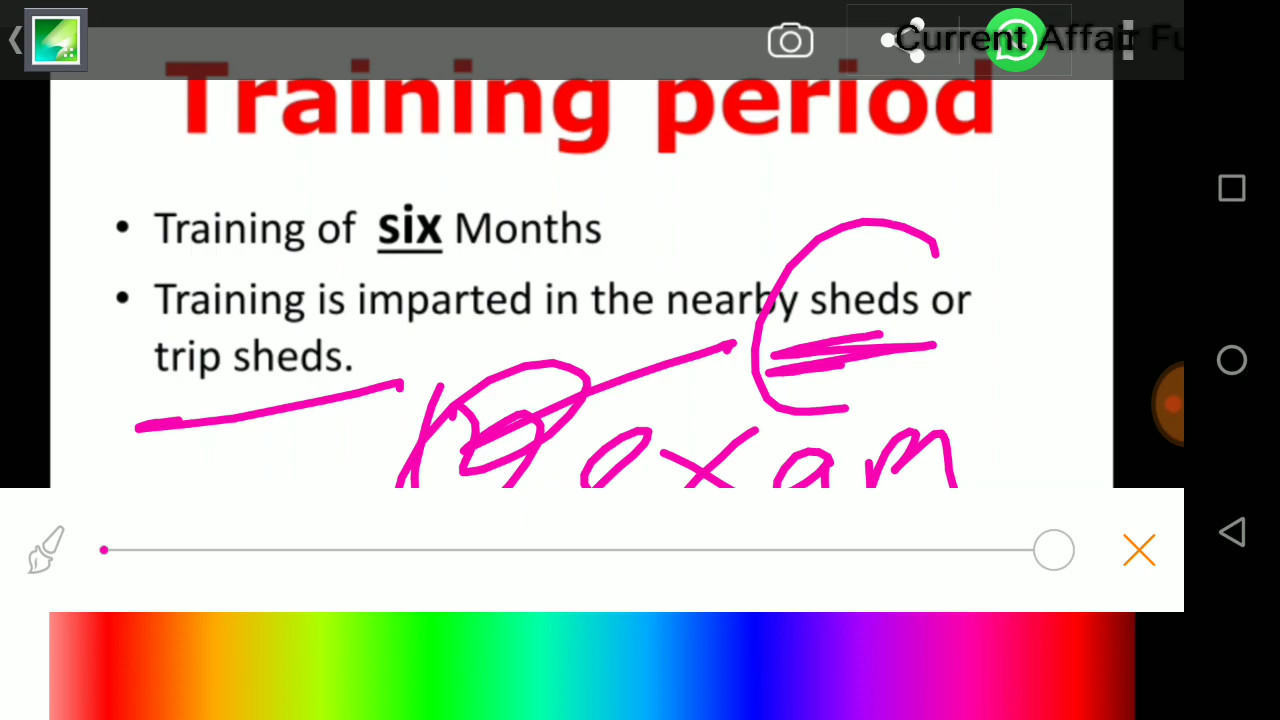 Current Affair Fu
Training period
• Training of six Months
• Training is imparted in the nearby sheds or
trip sheds.
exam